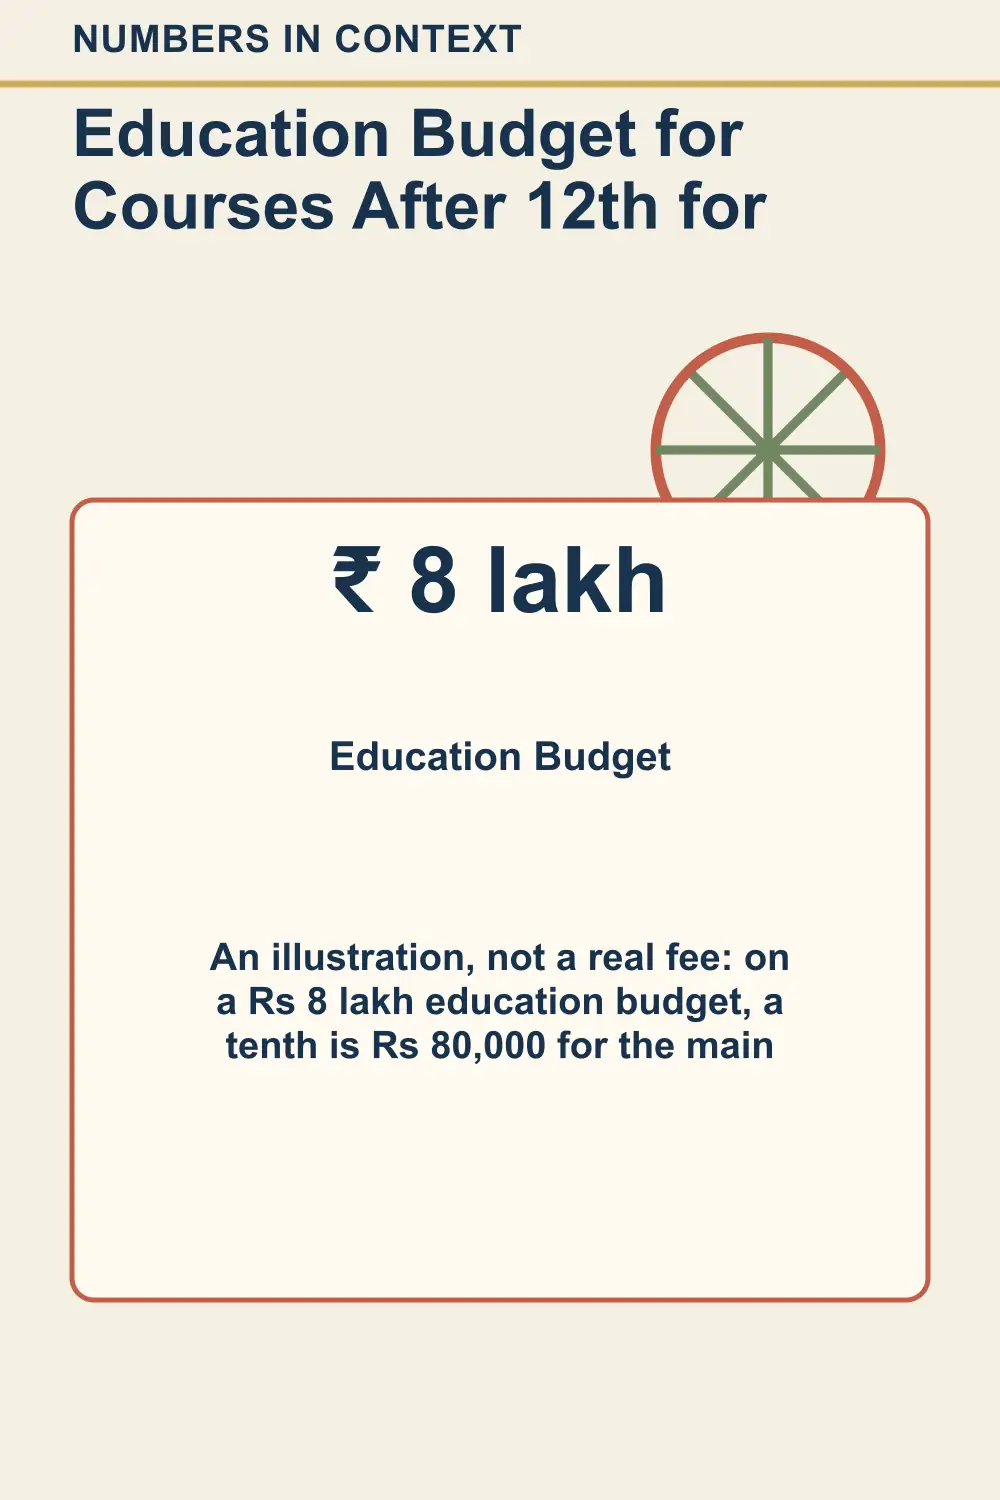 NUMBERS IN CONTEXT
Education Budget for
Courses After 12th for
₹ 8 lakh
Education Budget
An illustration, not a real fee: on
a Rs 8 lakh education budget, a
tenth is Rs 80,000 for the main